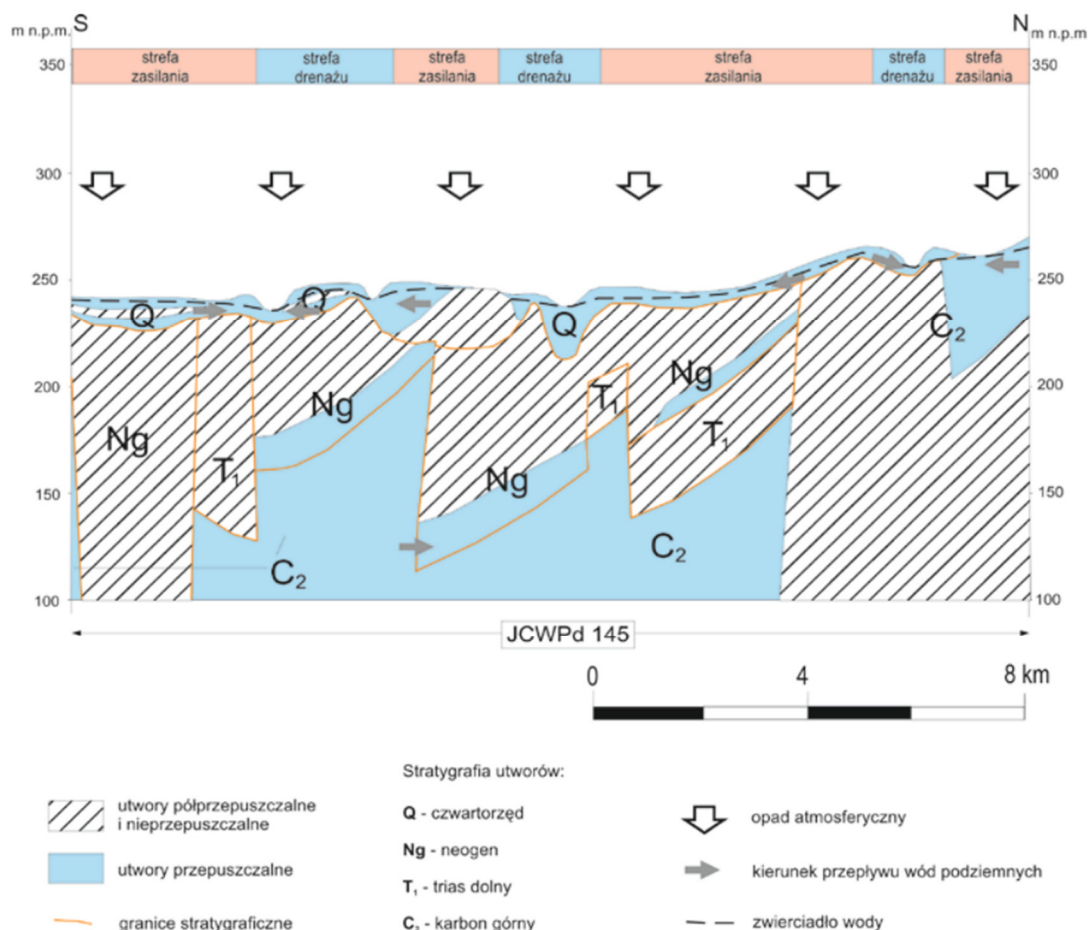 S
N
m n.p.m.
m n.p.m
strefa zasilania
strefa drenażu
strefa zasilania
strefa drenażu
strefa zasilania
strefa drenażu
strefa zasilania
350
350
300
300
250
250
200
200
150
150
100
100
Q
Q
Q
C₂
Ng
Ng
Ng
T₁
T₁
Ng
T₁
Ng
C₂
C₂
JCWPd 145
0
4
8 km
Stratygrafia utworów:
utwory półprzepuszczalne
i nieprzepuszczalne
utwory przepuszczalne
granice stratygraficzne
Q - czwartorzęd
Ng - neogen
T₁ - trias dolny
C₂ - karbon górny
opad atmosferyczny
kierunek przepływu wód podziemnych
zwierciadło wody